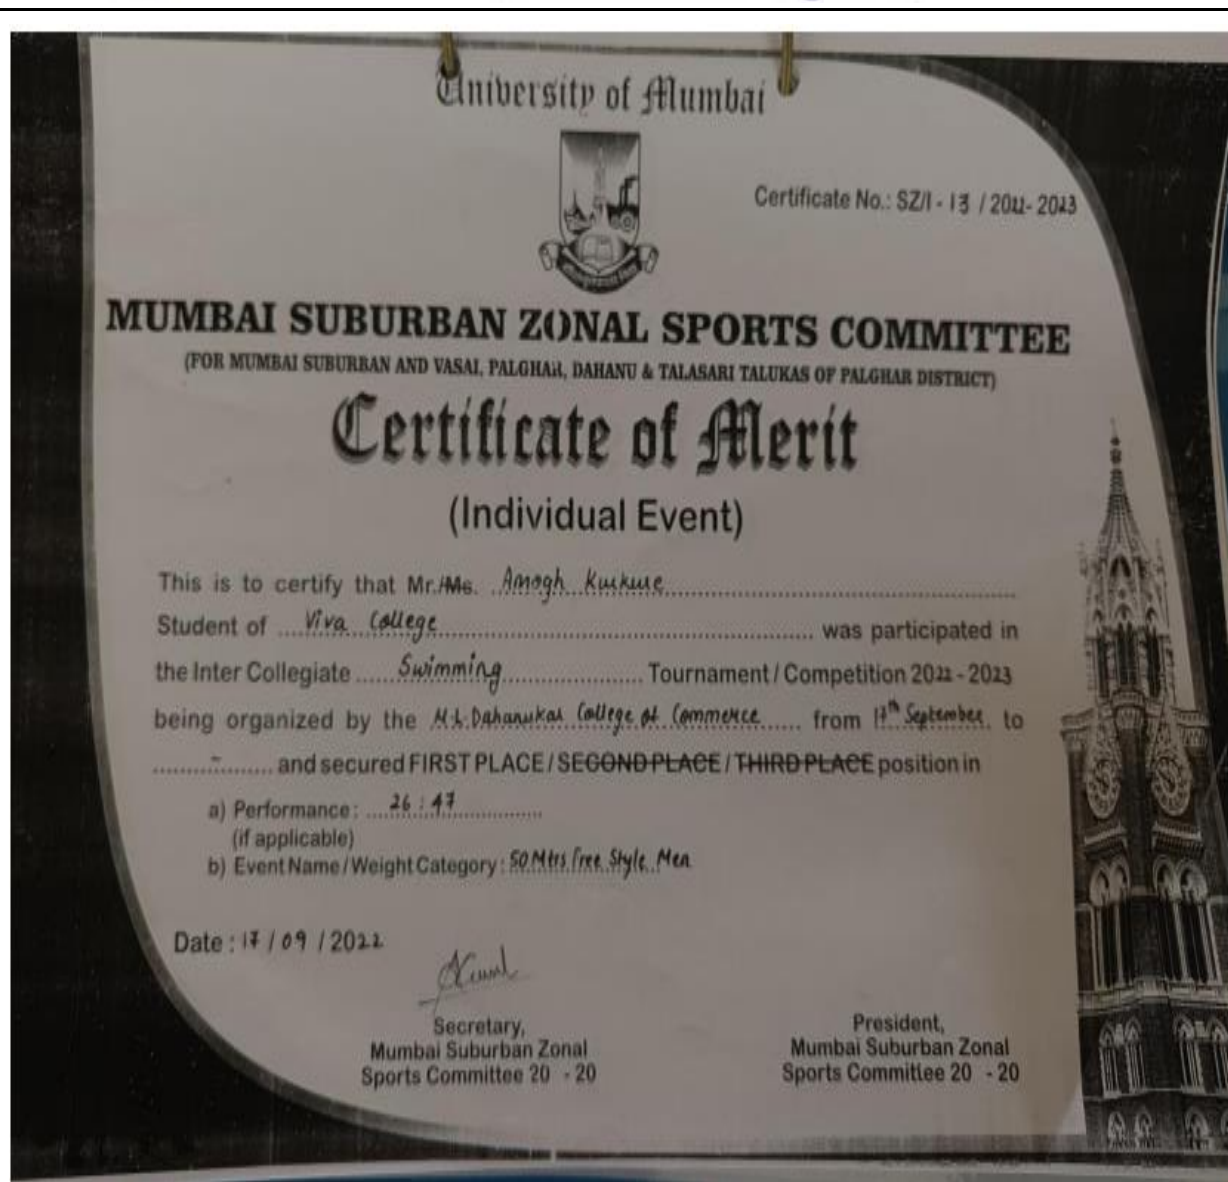 University of Mumbai
Certificate No.: SZ/I - 13 / 2022- 2023
MUMBAI SUBURBAN ZONAL SPORTS COMMITTEE
(FOR MUMBAI SUBURBAN AND VASAI, PALGHAR, DAHANU & TALASARI TALUKAS OF PALGHAR DISTRICT)
Certificate of Merit
(Individual Event)
This is to certify that Mr./Ms. Amogh Kurkure
Student of Viva College was participated in
the Inter Collegiate Swimming Tournament / Competition 2022 - 2023
being organized by the M.L. Dahanukar College of Commerce from 17th September to
- and secured FIRST PLACE / SECOND PLACE / THIRD PLACE position in
a) Performance: 26 : 47
(if applicable)
b) Event Name / Weight Category: 50 Mtrs Free Style Men
Date : 17 / 09 / 2022
Secretary,
Mumbai Suburban Zonal
Sports Committee 20 - 20
President,
Mumbai Suburban Zonal
Sports Committee 20 - 20